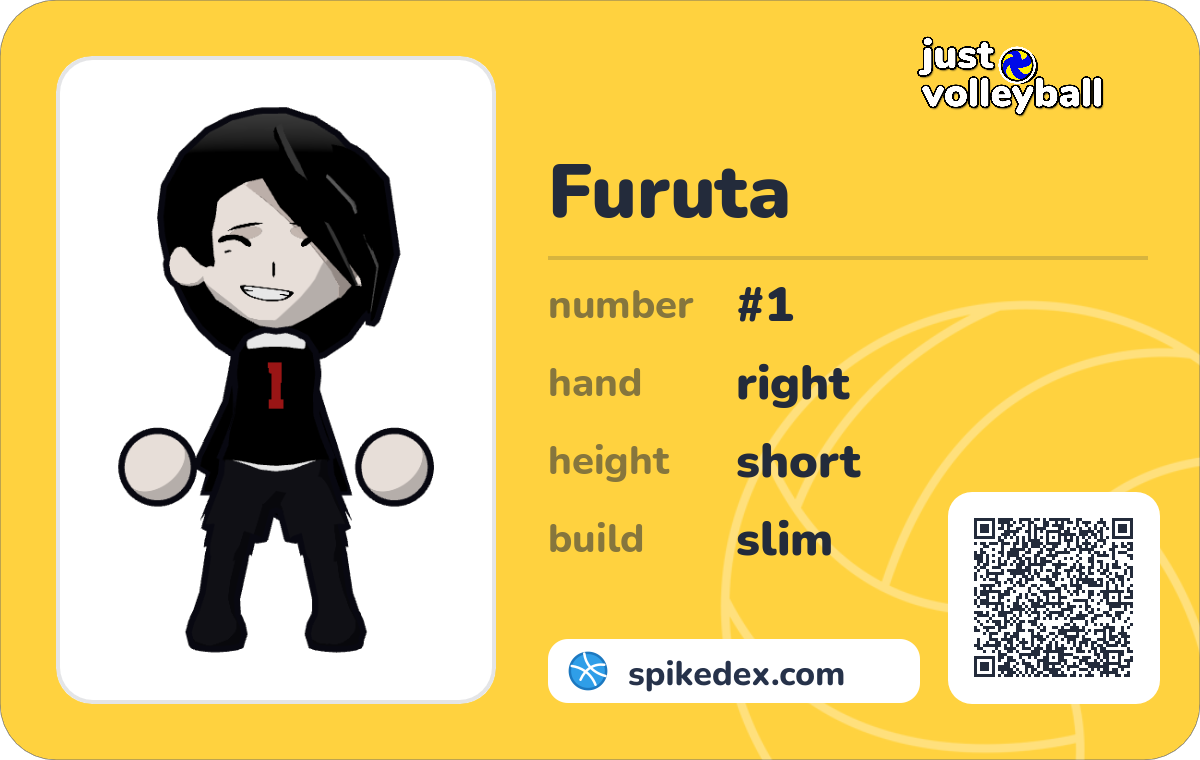 just
volleyball
Furuta
number #1
hand right
height short
build slim
1
spikedex.com